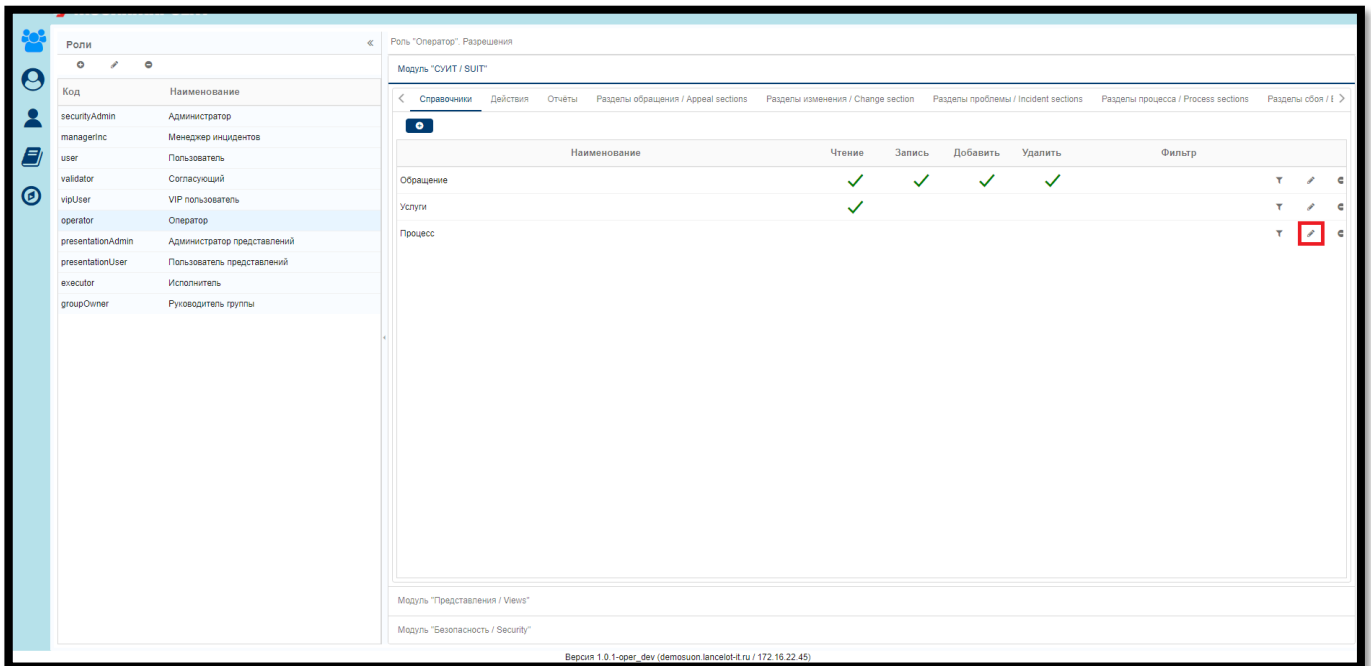 Роли
Код Наименование
securityAdmin Администратор
managerInc Менеджер инцидентов
user Пользователь
validator Согласующий
vipUser VIP пользователь
operator Оператор
presentationAdmin Администратор представлений
presentationUser Пользователь представлений
executor Исполнитель
groupOwner Руководитель группы
Роль "Оператор". Разрешения
Модуль "СУИТ / SUIT"
Справочники Действия Отчёты Разделы обращения / Appeal sections Разделы изменения / Change section Разделы проблемы / Incident sections Разделы процесса / Process sections Разделы сбоя /
Наименование Чтение Запись Добавить Удалить Фильтр
Обращение
Услуги
Процесс
Модуль "Представления / Views"
Модуль "Безопасность / Security"
Версия 1.0.1-oper_dev (demosuon.lancelot-it.ru / 172.16.22.45)